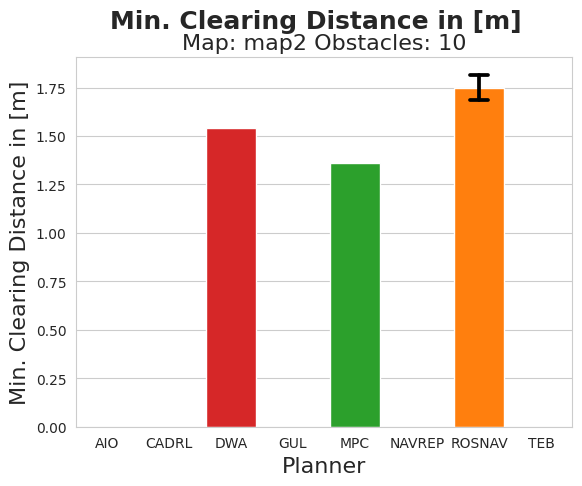 Min. Clearing Distance in [m]
Map: map2 Obstacles: 10
Min. Clearing Distance in [m]
1.75
1.50
1.25
1.00
0.75
0.50
0.25
0.00
AIO CADRL DWA GUL MPC NAVREP ROSNAV TEB
Planner